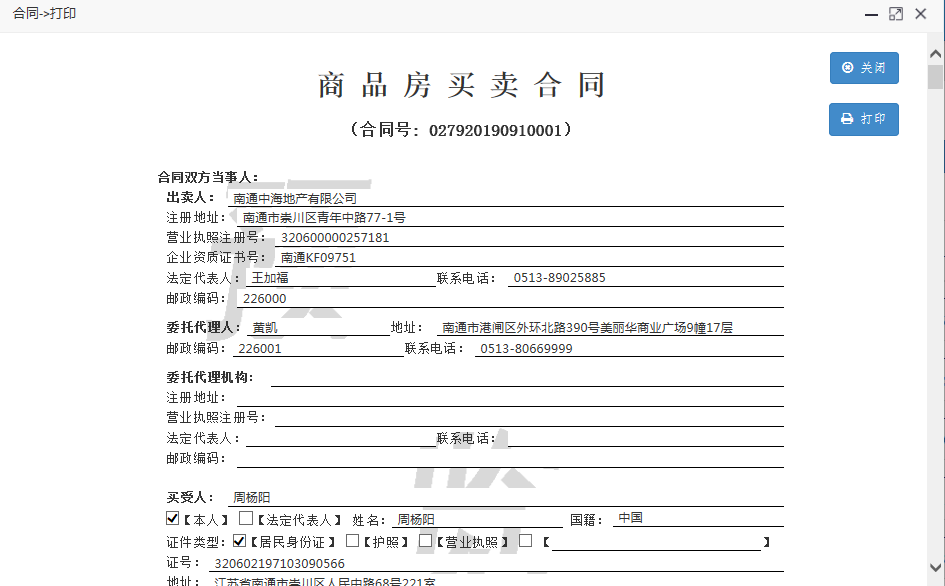 合同->打印
关闭
打印
商品房买卖合同
（合同号：027920190910001）
合同双方当事人：
出卖人：南通中海地产有限公司
注册地址：南通市崇川区青年中路77-1号
营业执照注册号：320600000257181
企业资质证书号：南通KF09751
法定代表人：王加福 联系电话：0513-89025885
邮政编码：226000
委托代理人：黄凯 地址：南通市港闸区外环北路390号美丽华商业广场9幢17层
邮政编码：226001 联系电话：0513-80669999
委托代理机构：
注册地址：
营业执照注册号：
法定代表人：联系电话：
邮政编码：
买受人：周杨阳
【本人】【法定代表人】姓名：周杨阳 国籍：中国
证件类型：【居民身份证】【护照】【营业执照】【 】
证号：320602197103090566
地址：江苏省南通市崇川区人民中路68号221室